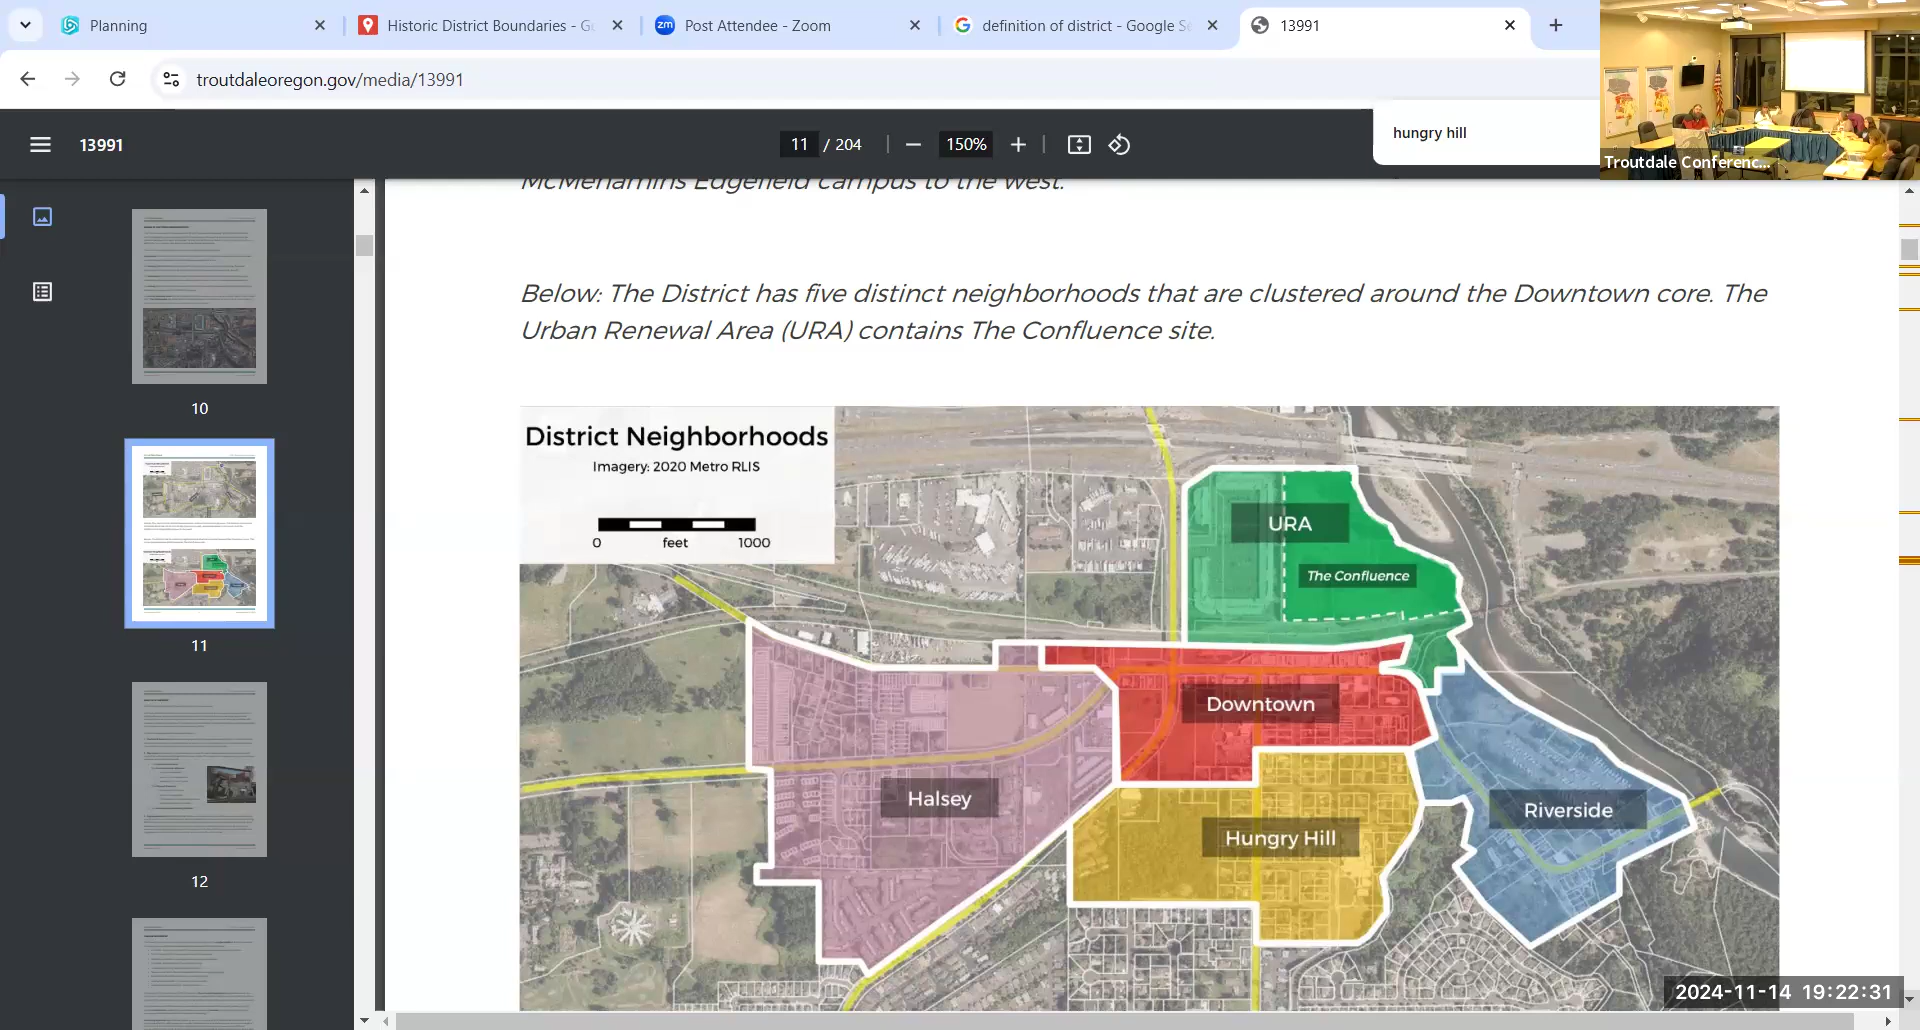 Planning
Historic District Boundaries - Go
zm Post Attendee - Zoom
definition of district - Google Se
13991
troutdaleoregon.gov/media/13991
hungry hill
Troutdale Conferenc...
13991
11 / 204
150%
McMenamins Edgefield campus to the west.
Below: The District has five distinct neighborhoods that are clustered around the Downtown core. The
Urban Renewal Area (URA) contains The Confluence site.
District Neighborhoods
Imagery: 2020 Metro RLIS
0 feet 1000
URA
The Confluence
Downtown
Halsey
Hungry Hill
Riverside
10
11
12
2024-11-14 19:22:31